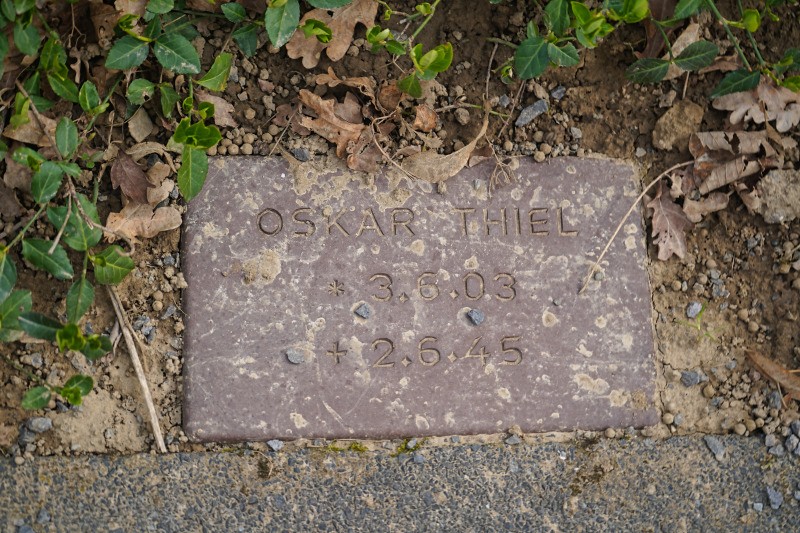 OSKAR THIEL
* 3.6.03
+ 2.6.45